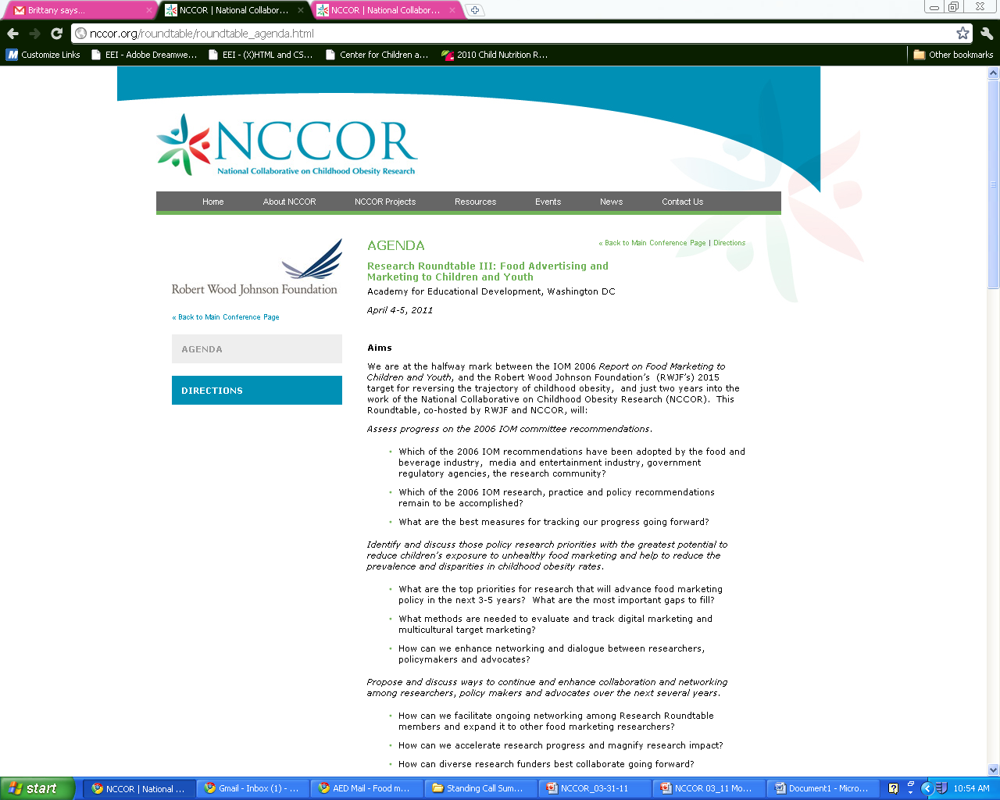 Brittany says...
NCCOR | National Collabor...
NCCOR | National Collabor...
nccor.org/roundtable/roundtable_agenda.html
Customize Links
EEI - Adobe Dreamwe...
EEI - (X)HTML and CS...
Center for Children a...
2010 Child Nutrition R...
Other bookmarks
NCCOR
National Collaborative on Childhood Obesity Research
Home About NCCOR NCCOR Projects Resources Events News Contact Us
Robert Wood Johnson Foundation
« Back to Main Conference Page
AGENDA
DIRECTIONS
AGENDA
« Back to Main Conference Page | Directions
Research Roundtable III: Food Advertising and
Marketing to Children and Youth
Academy for Educational Development, Washington DC
April 4-5, 2011
Aims
We are at the halfway mark between the IOM 2006 Report on Food Marketing to
Children and Youth, and the Robert Wood Johnson Foundation's (RWJF's) 2015
target for reversing the trajectory of childhood obesity, and just two years into the
work of the National Collaborative on Childhood Obesity Research (NCCOR). This
Roundtable, co-hosted by RWJF and NCCOR, will:
Assess progress on the 2006 IOM committee recommendations.
• Which of the 2006 IOM recommendations have been adopted by the food and
beverage industry, media and entertainment industry, government
regulatory agencies, the research community?
• Which of the 2006 IOM research, practice and policy recommendations
remain to be accomplished?
• What are the best measures for tracking our progress going forward?
Identify and discuss those policy research priorities with the greatest potential to
reduce children's exposure to unhealthy food marketing and help to reduce the
prevalence and disparities in childhood obesity rates.
• What are the top priorities for research that will advance food marketing
policy in the next 3-5 years? What are the most important gaps to fill?
• What methods are needed to evaluate and track digital marketing and
multicultural target marketing?
• How can we enhance networking and dialogue between researchers,
policymakers and advocates?
Propose and discuss ways to continue and enhance collaboration and networking
among researchers, policy makers and advocates over the next several years.
• How can we facilitate ongoing networking among Research Roundtable
members and expand it to other food marketing researchers?
• How can we accelerate research progress and magnify research impact?
• How can diverse research funders best collaborate going forward?
start
NCCOR | National ...
Gmail - Inbox (1) - ...
AED Mail - Food m...
Standing Call Sum...
NCCOR_03-31-11
NCCOR 03_11 Mo...
Document1 - Micro...
10:54 AM